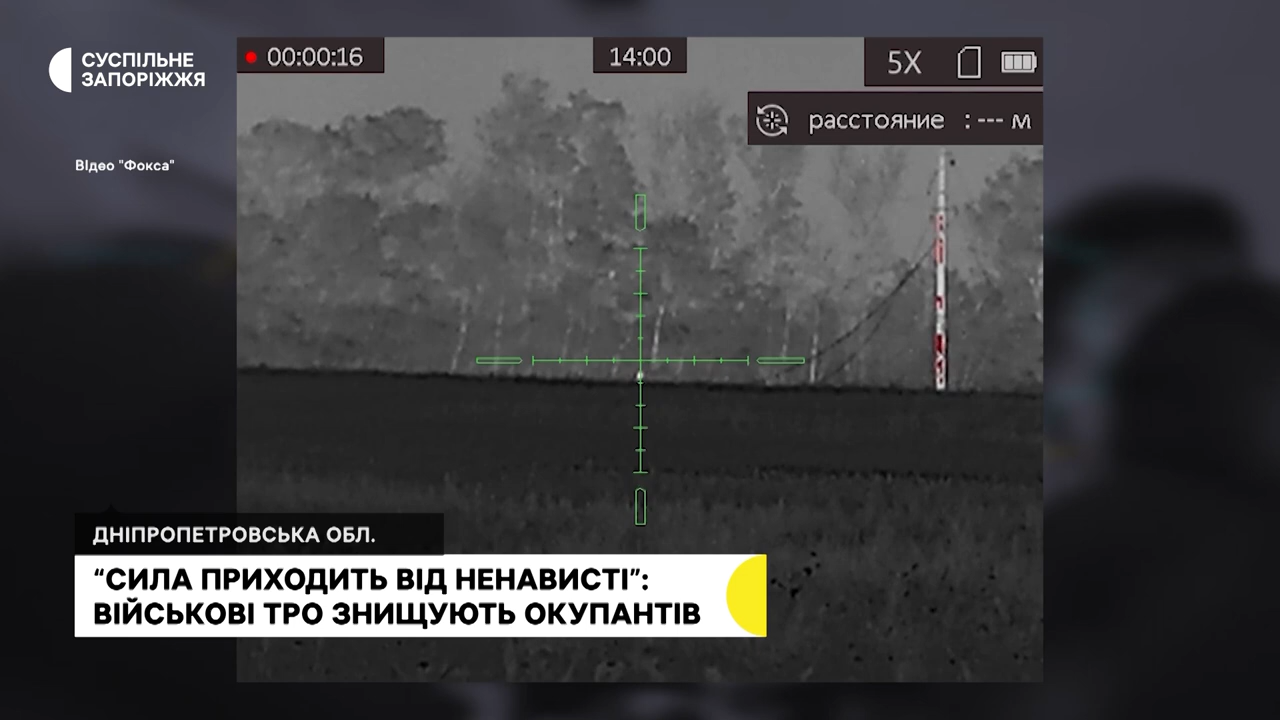 СУСПІЛЬНЕ
ЗАПОРІЖЖЯ
Відео "Фокса"
00:00:16
14:00
5X
расстояние : --- м
ДНІПРОПЕТРОВСЬКА ОБЛ.
“СИЛА ПРИХОДИТЬ ВІД НЕНАВИСТІ”:
ВІЙСЬКОВІ ТРО ЗНИЩУЮТЬ ОКУПАНТІВ